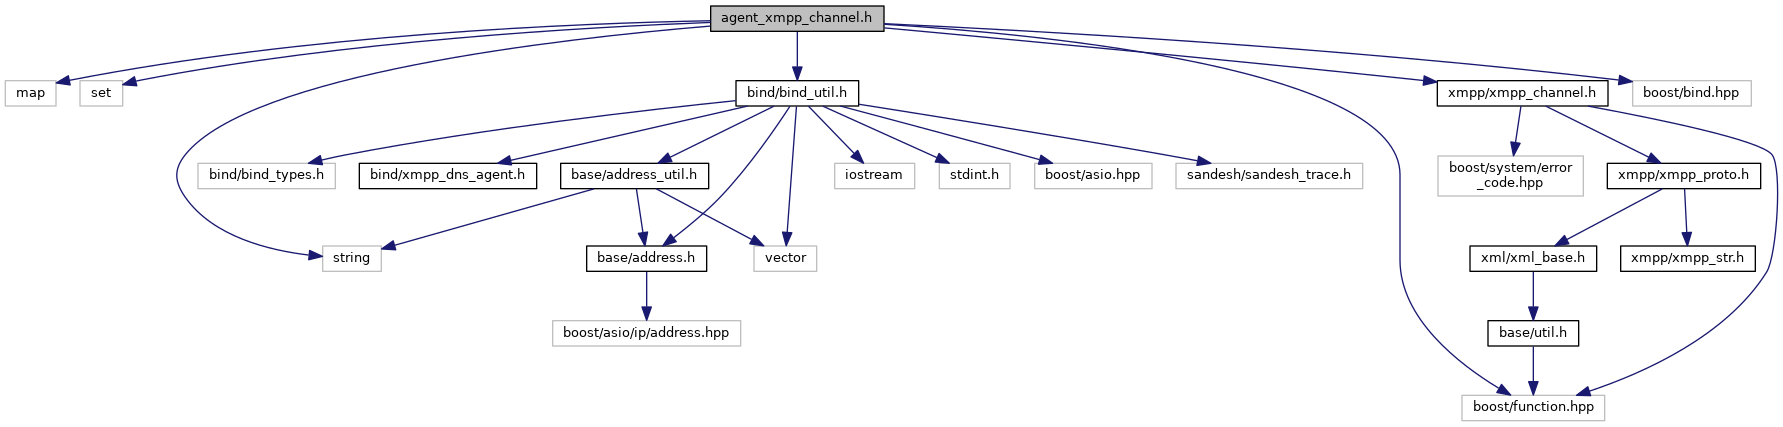 agent_xmpp_channel.h
map
set
bind/bind_util.h
xmpp/xmpp_channel.h
boost/bind.hpp
bind/bind_types.h
bind/xmpp_dns_agent.h
base/address_util.h
iostream
stdint.h
boost/asio.hpp
sandesh/sandesh_trace.h
boost/system/error
_code.hpp
xmpp/xmpp_proto.h
string
base/address.h
vector
xml/xml_base.h
xmpp/xmpp_str.h
boost/asio/ip/address.hpp
base/util.h
boost/function.hpp